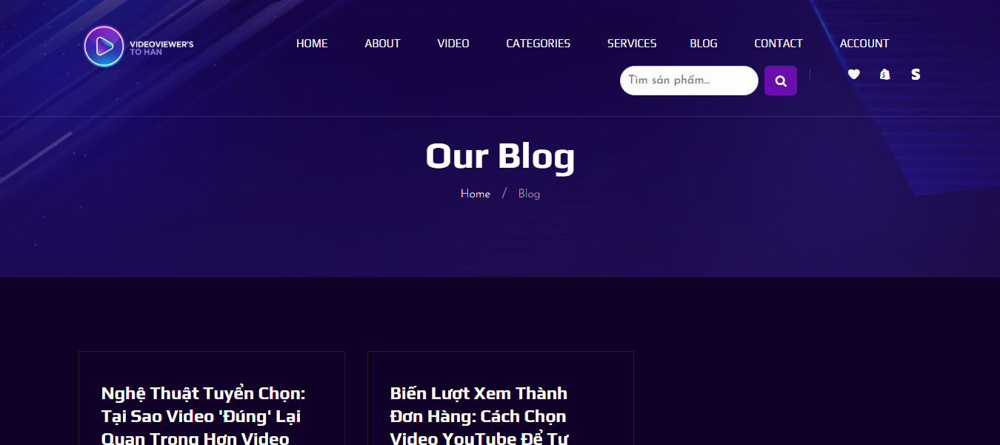 VIDEOVIEWER'S
TO HAN
HOME ABOUT VIDEO CATEGORIES SERVICES BLOG CONTACT ACCOUNT
Tìm sản phẩm...
Our Blog
Home / Blog
Nghệ Thuật Tuyển Chọn:
Tại Sao Video 'Đúng' Lại
Quan Trọng Hơn Video
Biến Lượt Xem Thành
Đơn Hàng: Cách Chọn
Video YouTube Để Tự